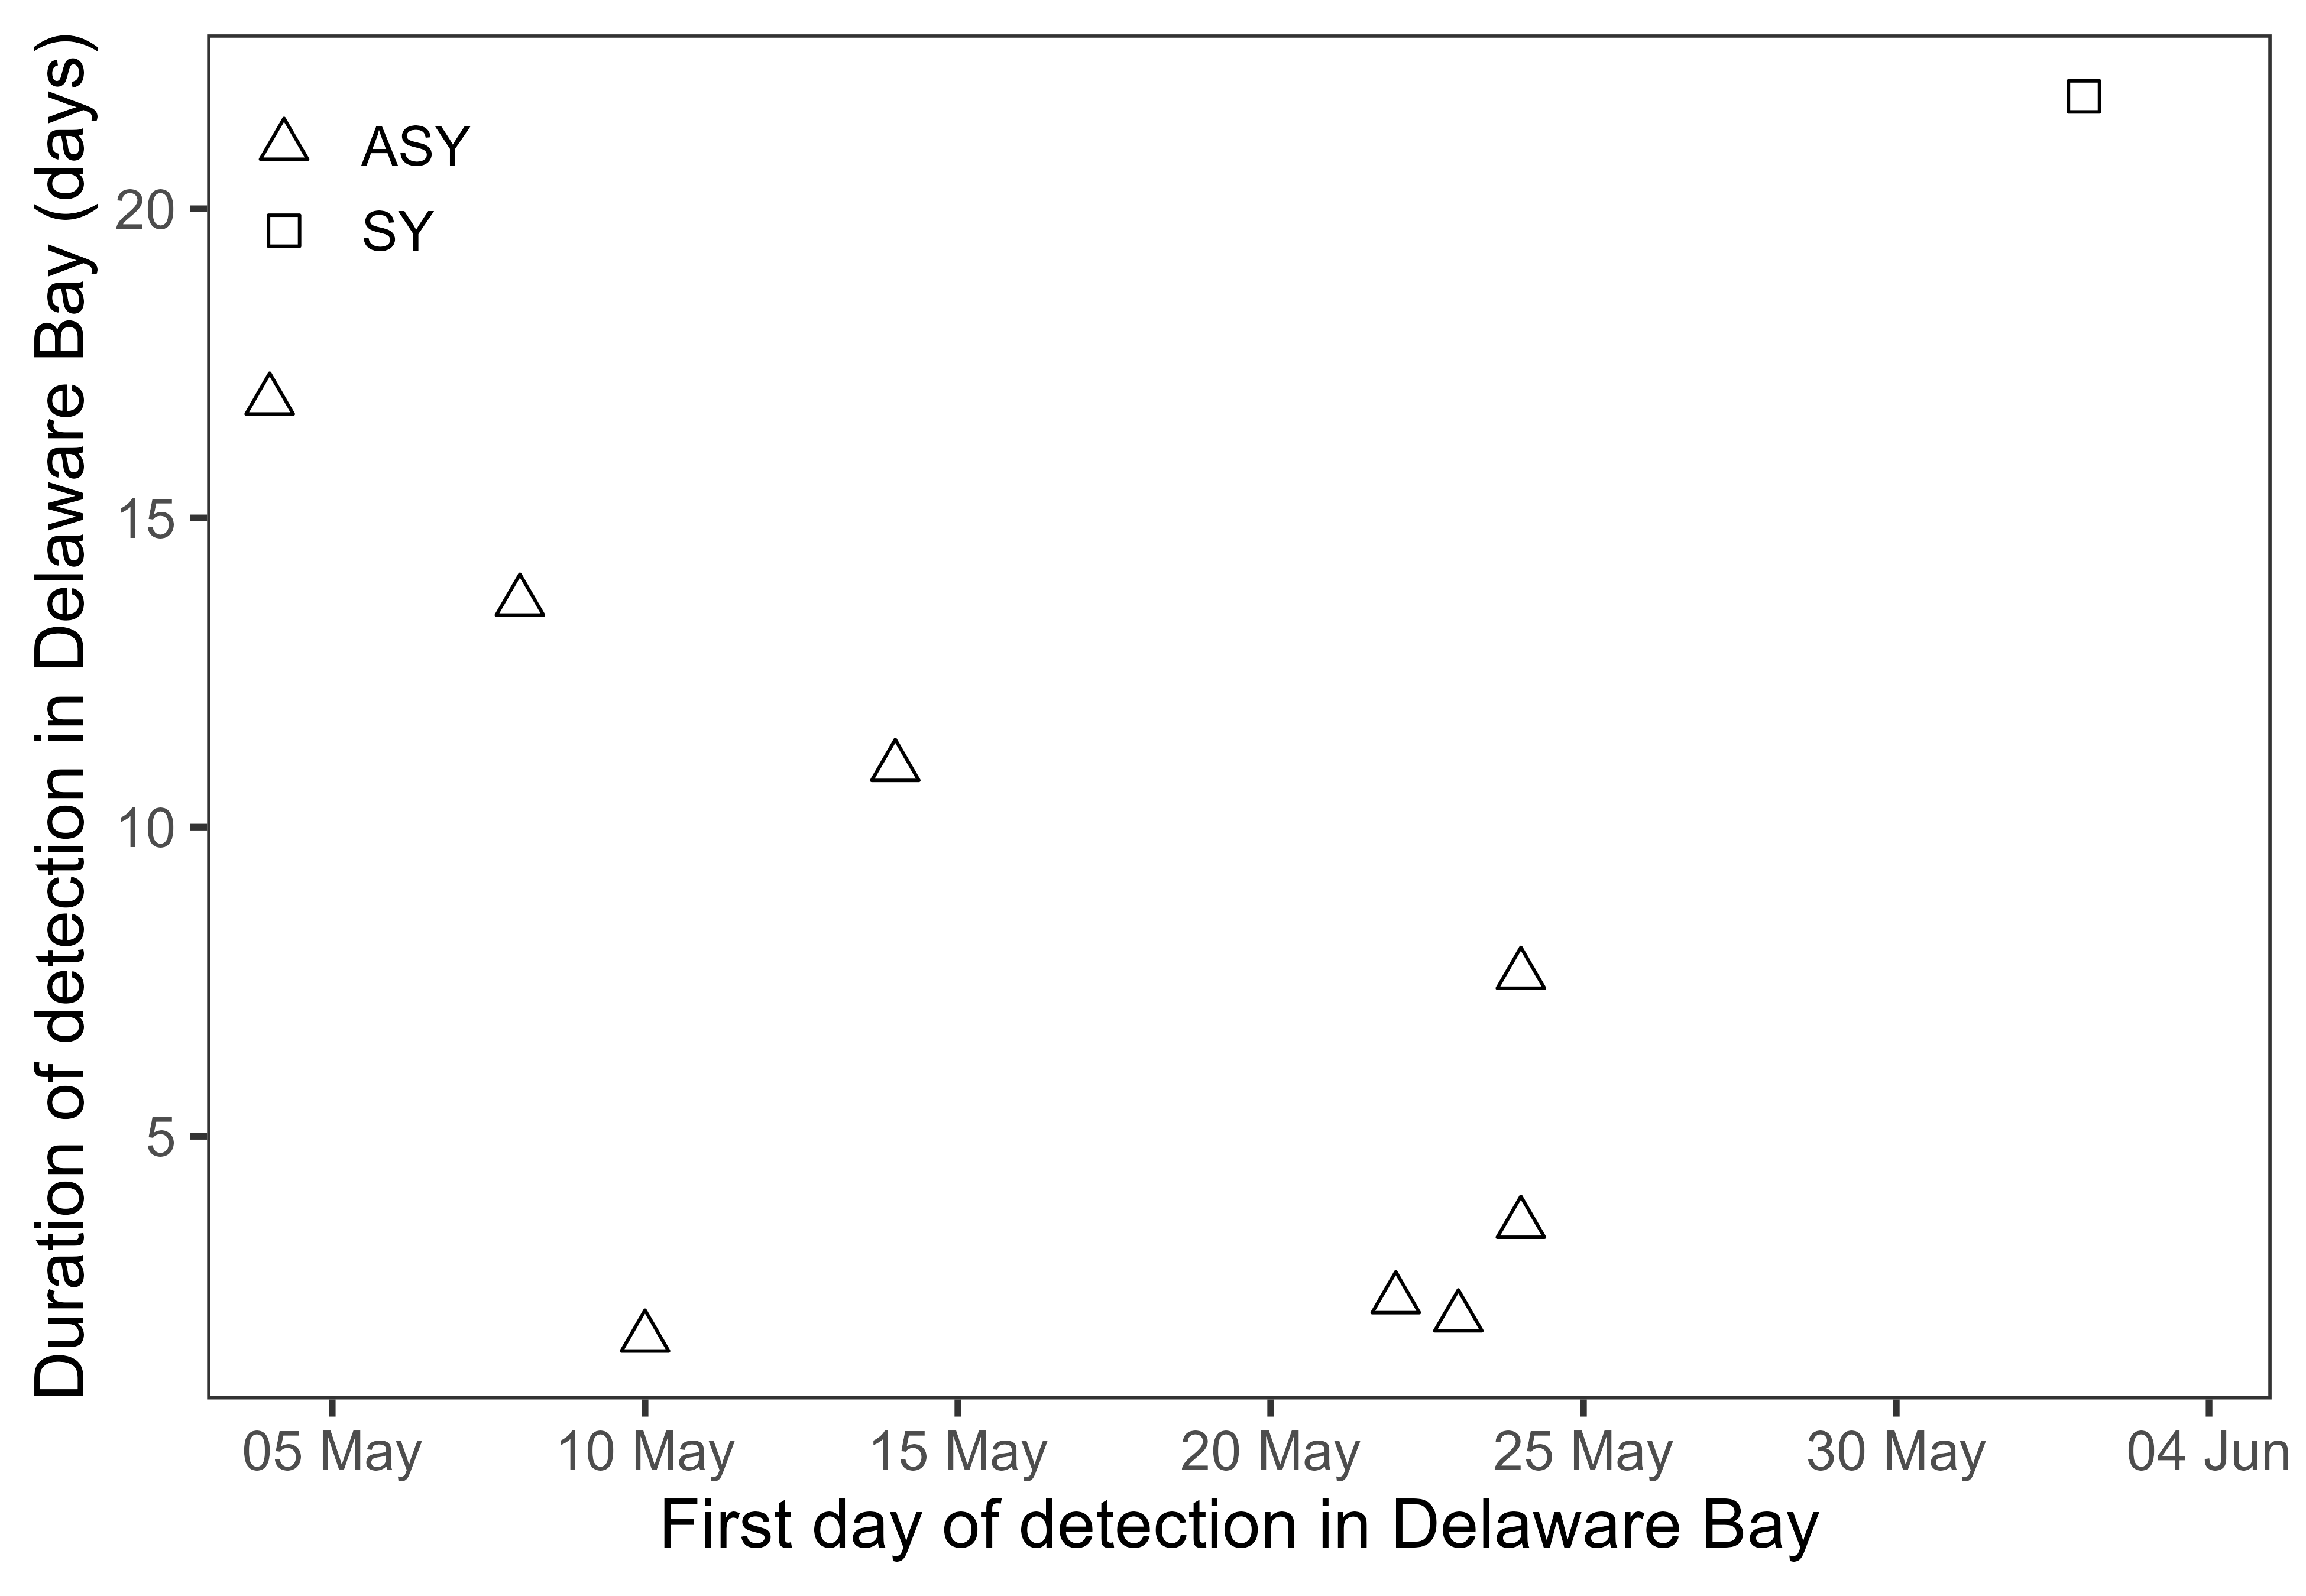 Duration of detection in Delaware Bay (days)
ASY
SY
20
15
10
5
05 May 10 May 15 May 20 May 25 May 30 May 04 Jun
First day of detection in Delaware Bay